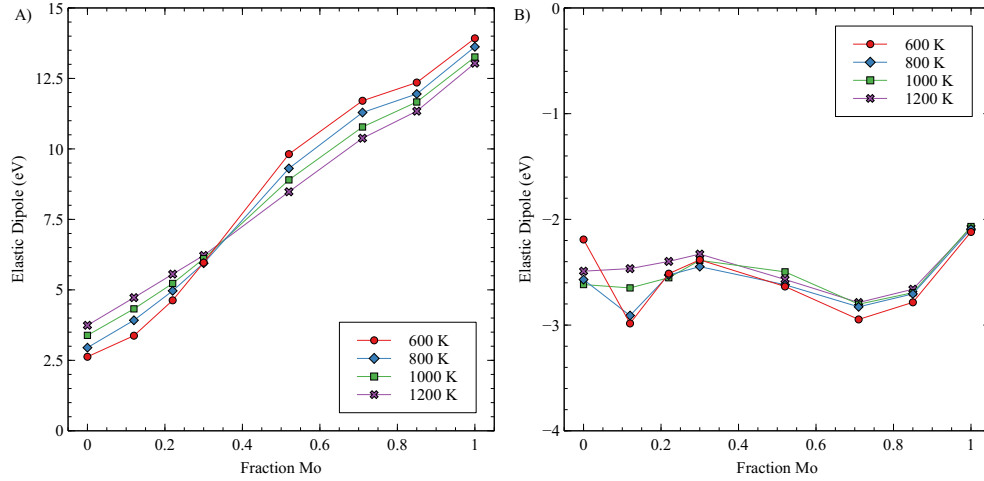 A)
15
12.5
10
7.5
5
2.5
0
Elastic Dipole (eV)
0
0.2
0.4
0.6
0.8
1
Fraction Mo
600 K
800 K
1000 K
1200 K
B)
0
−1
−2
−3
−4
Elastic Dipole (eV)
0
0.2
0.4
0.6
0.8
1
Fraction Mo
600 K
800 K
1000 K
1200 K